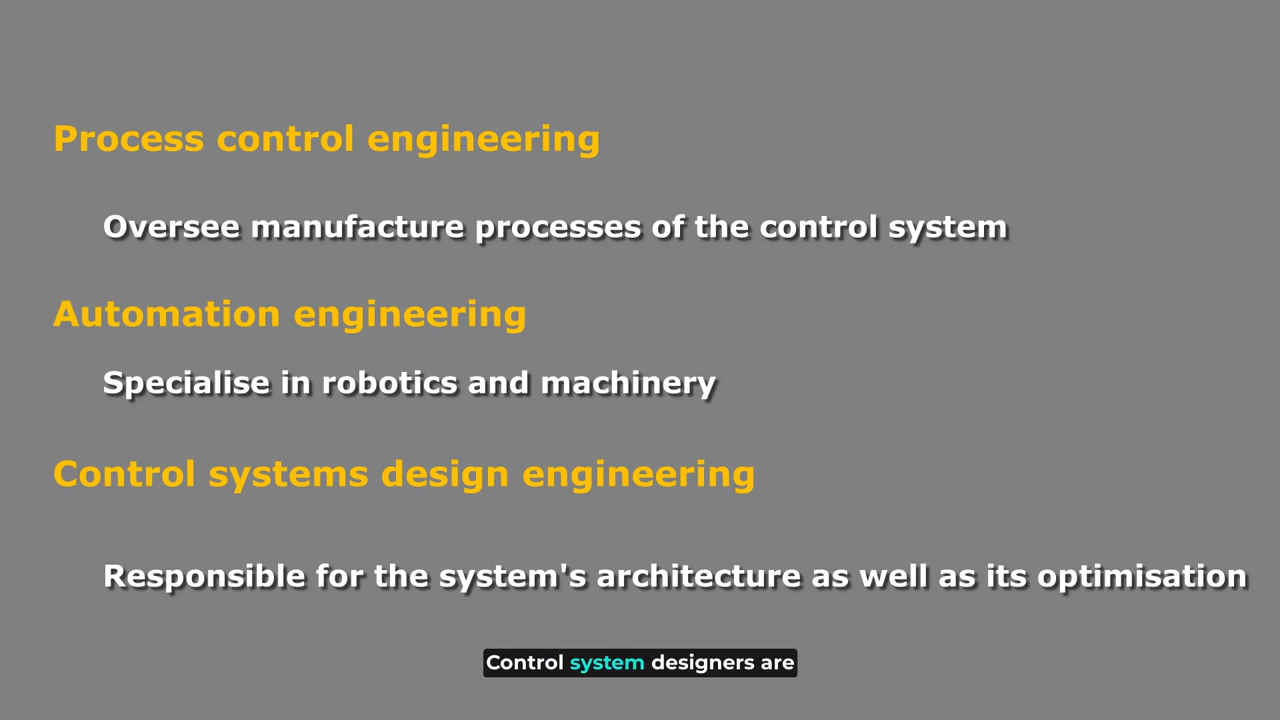 Process control engineering
Oversee manufacture processes of the control system
Automation engineering
Specialise in robotics and machinery
Control systems design engineering
Responsible for the system's architecture as well as its optimisation
Control system designers are